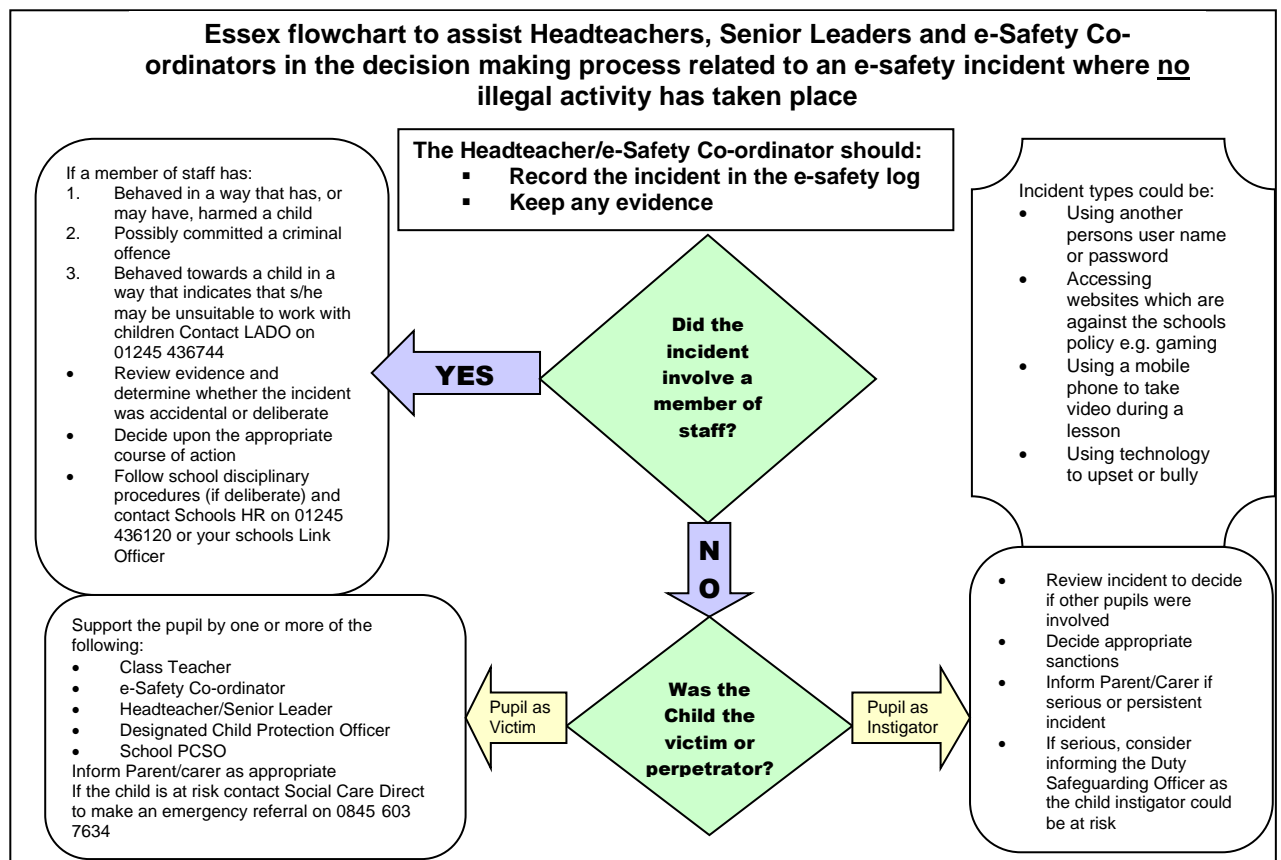 Essex flowchart to assist Headteachers, Senior Leaders and e-Safety Co-
ordinators in the decision making process related to an e-safety incident where no
illegal activity has taken place
The Headteacher/e-Safety Co-ordinator should:
▪ Record the incident in the e-safety log
▪ Keep any evidence
If a member of staff has:
1. Behaved in a way that has, or
may have, harmed a child
2. Possibly committed a criminal
offence
3. Behaved towards a child in a
way that indicates that s/he
may be unsuitable to work with
children Contact LADO on
01245 436744
• Review evidence and
determine whether the incident
was accidental or deliberate
• Decide upon the appropriate
course of action
• Follow school disciplinary
procedures (if deliberate) and
contact Schools HR on 01245
436120 or your schools Link
Officer
YES
Did the
incident
involve a
member of
staff?
Incident types could be:
• Using another
persons user name
or password
• Accessing
websites which are
against the schools
policy e.g. gaming
• Using a mobile
phone to take
video during a
lesson
• Using technology
to upset or bully
N
O
Support the pupil by one or more of the
following:
• Class Teacher
• e-Safety Co-ordinator
• Headteacher/Senior Leader
• Designated Child Protection Officer
• School PCSO
Inform Parent/carer as appropriate
If the child is at risk contact Social Care Direct
to make an emergency referral on 0845 603
7634
Pupil as
Victim
Was the
Child the
victim or
perpetrator?
Pupil as
Instigator
• Review incident to decide
if other pupils were
involved
• Decide appropriate
sanctions
• Inform Parent/Carer if
serious or persistent
incident
• If serious, consider
informing the Duty
Safeguarding Officer as
the child instigator could
be at risk